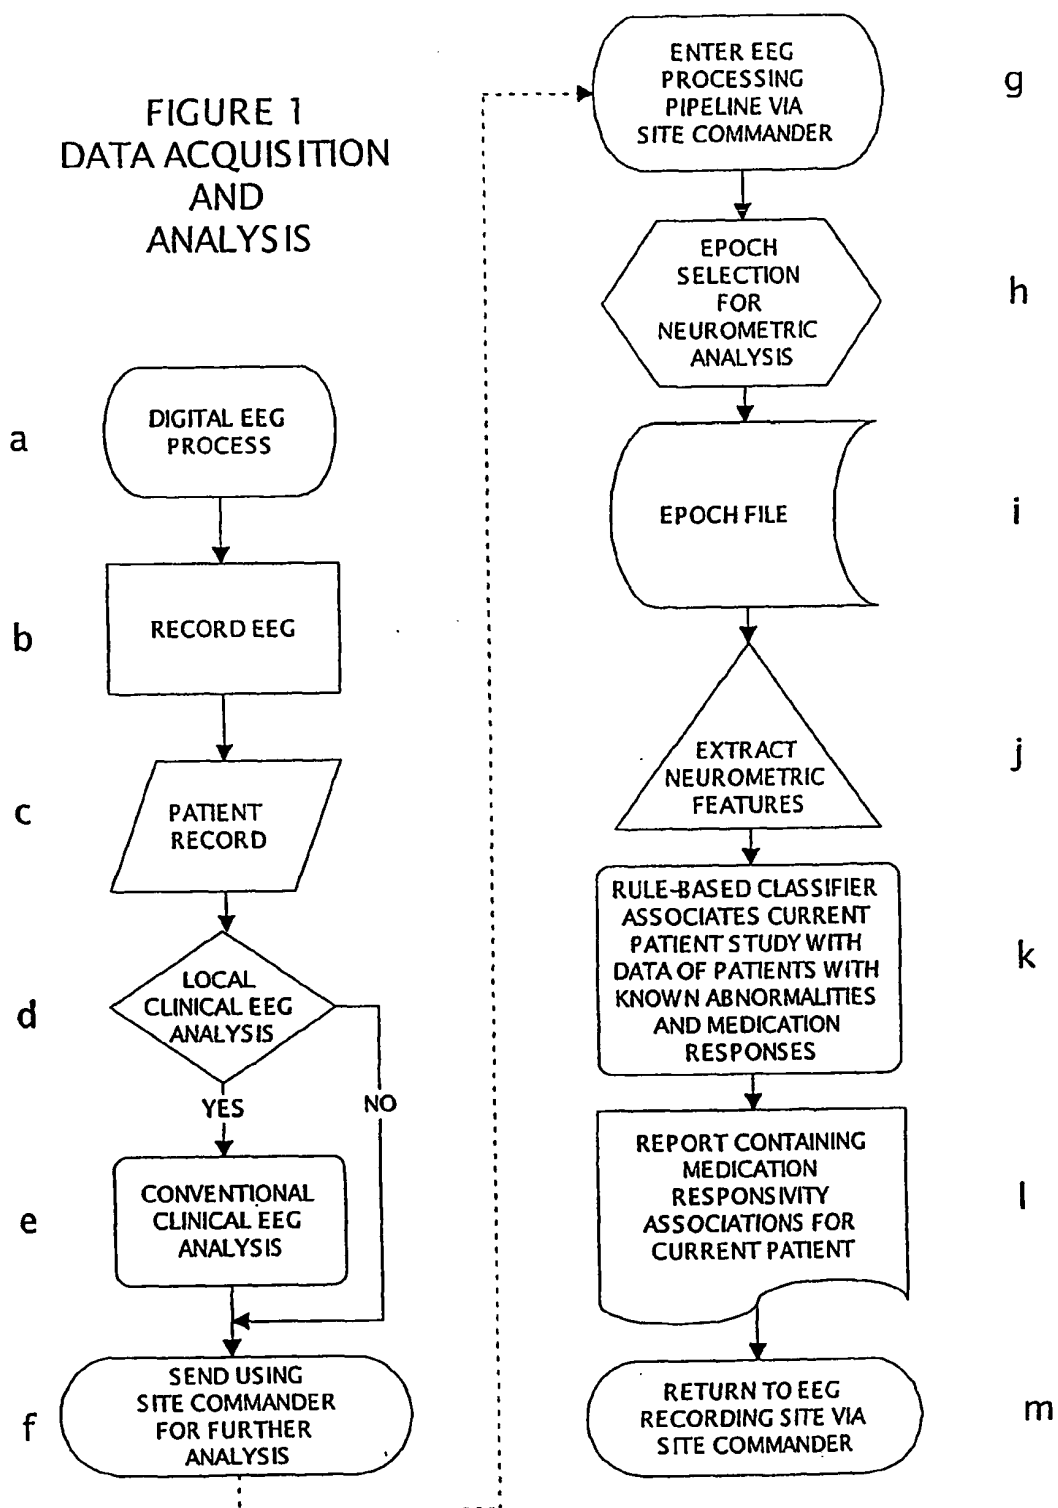 FIGURE 1
DATA ACQUISITION
AND
ANALYSIS
a
DIGITAL EEG
PROCESS
b
RECORD EEG
c
PATIENT
RECORD
d
LOCAL
CLINICAL EEG
ANALYSIS
YES
NO
e
CONVENTIONAL
CLINICAL EEG
ANALYSIS
f
SEND USING
SITE COMMANDER
FOR FURTHER
ANALYSIS
ENTER EEG
PROCESSING
PIPELINE VIA
SITE COMMANDER
g
EPOCH
SELECTION
FOR
NEUROMETRIC
ANALYSIS
h
EPOCH FILE
i
EXTRACT
NEUROMETRIC
FEATURES
j
RULE-BASED CLASSIFIER
ASSOCIATES CURRENT
PATIENT STUDY WITH
DATA OF PATIENTS WITH
KNOWN ABNORMALITIES
AND MEDICATION
RESPONSES
k
REPORT CONTAINING
MEDICATION
RESPONSIVITY
ASSOCIATIONS FOR
CURRENT PATIENT
l
RETURN TO EEG
RECORDING SITE VIA
SITE COMMANDER
m